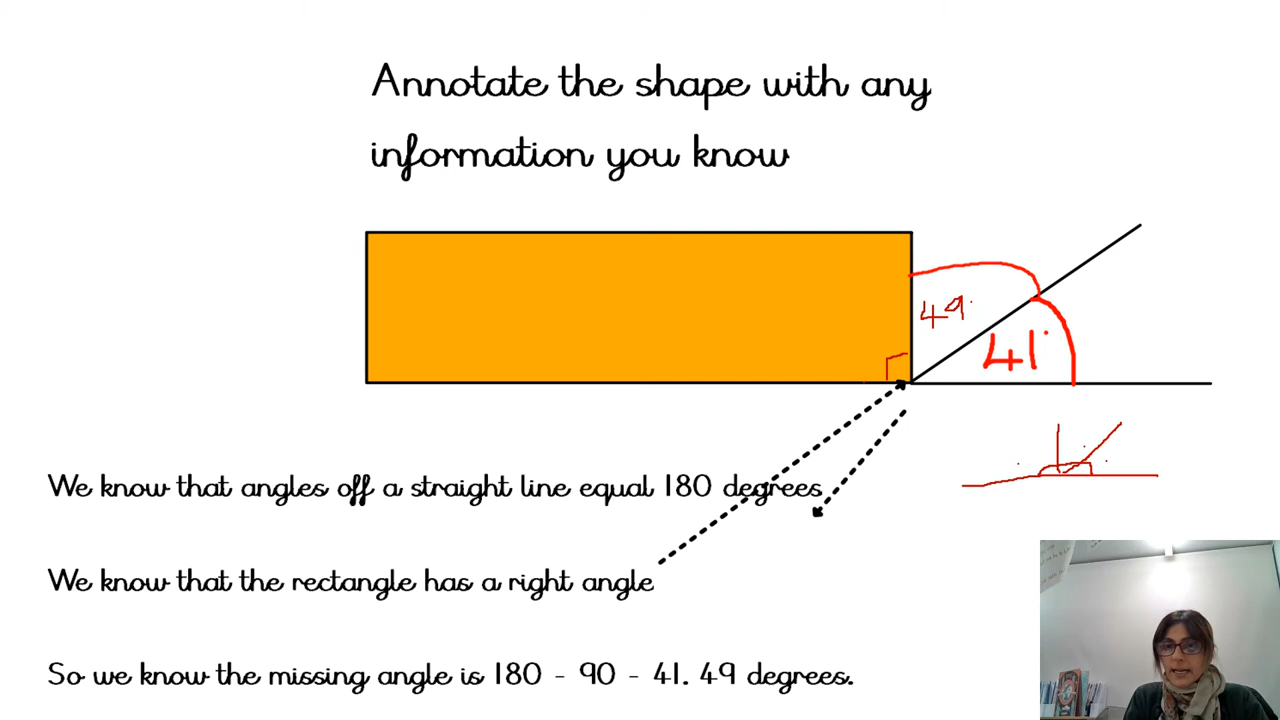 Annotate the shape with any
information you know
49
41
We know that angles off a straight line equal 180 degrees
We know that the rectangle has a right angle
So we know the missing angle is 180 - 90 - 41. 49 degrees.